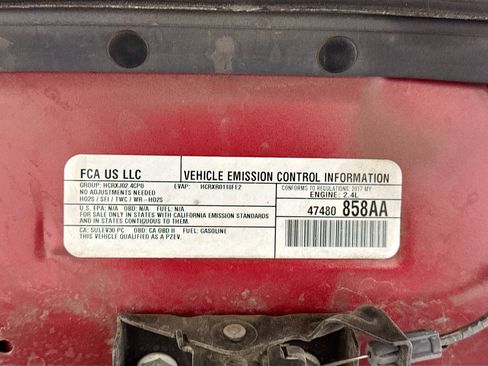 FCA US LLC
VEHICLE EMISSION CONTROL INFORMATION
GROUP: HCRXJ02.4CP0 EVAP: HCRXR0116FE2
NO ADJUSTMENTS NEEDED
HO2S / SFI / TWC / WR - HO2S
CONFORMS TO REGULATIONS: 2017 MY
ENGINE: 2.4L
U.S. EPA: N/A OBD: N/A FUEL: N/A
FOR SALE ONLY IN STATES WITH CALIFORNIA EMISSION STANDARDS
AND IN STATES CONTIGUOUS TO THEM.
47480 858AA
CA: SULEV30 PC OBD: CA OBD II FUEL: GASOLINE
THIS VEHICLE QUALIFIED AS A PZEV.